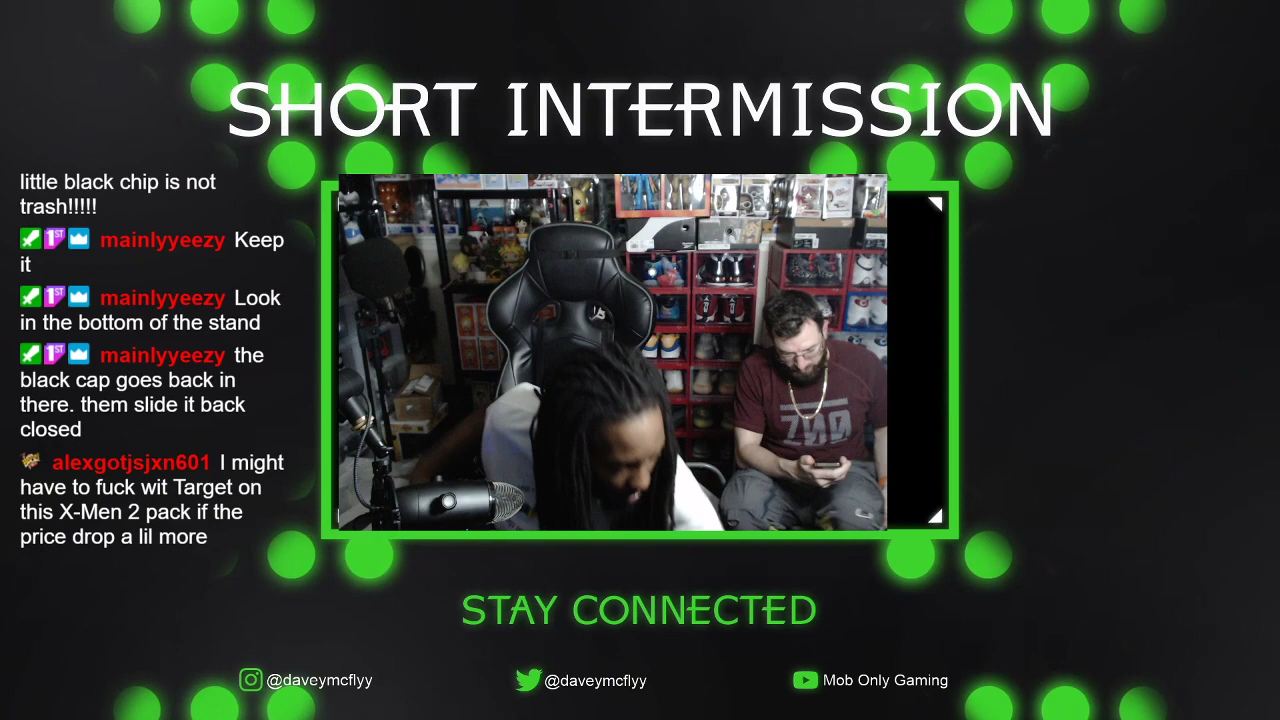 SHORT INTERMISSION
little black chip is not
trash!!!!!
1ST mainlyyeezy Keep
it
1ST mainlyyeezy Look
in the bottom of the stand
1ST mainlyyeezy the
black cap goes back in
there. them slide it back
closed
alexgotjsjxn601 I might
have to fuck wit Target on
this X-Men 2 pack if the
price drop a lil more
STAY CONNECTED
@daveymcflyy
@daveymcflyy
Mob Only Gaming